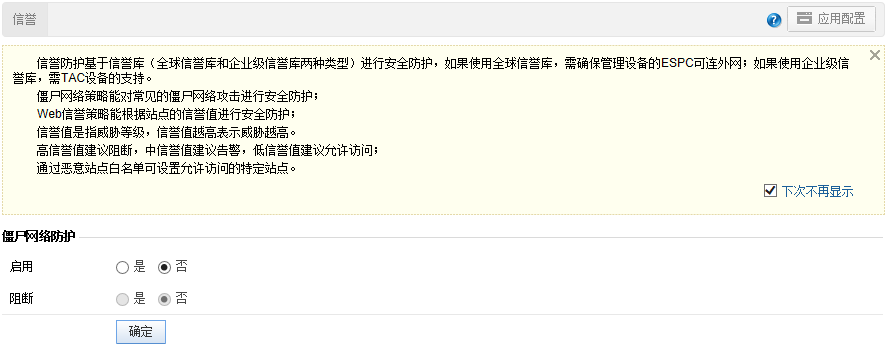 信誉
应用配置
信誉防护基于信誉库（全球信誉库和企业级信誉库两种类型）进行安全防护，如果使用全球信誉库，需确保管理设备的ESPC可连外网；如果使用企业级信
誉库，需TAC设备的支持。
僵尸网络策略能对常见的僵尸网络攻击进行安全防护；
Web信誉策略能根据站点的信誉值进行安全防护；
信誉值是指威胁等级，信誉值越高表示威胁越高。
高信誉值建议阻断，中信誉值建议告警，低信誉值建议允许访问；
通过恶意站点白名单可设置允许访问的特定站点。
下次不再显示
僵尸网络防护
启用 是 否
阻断 是 否
确定